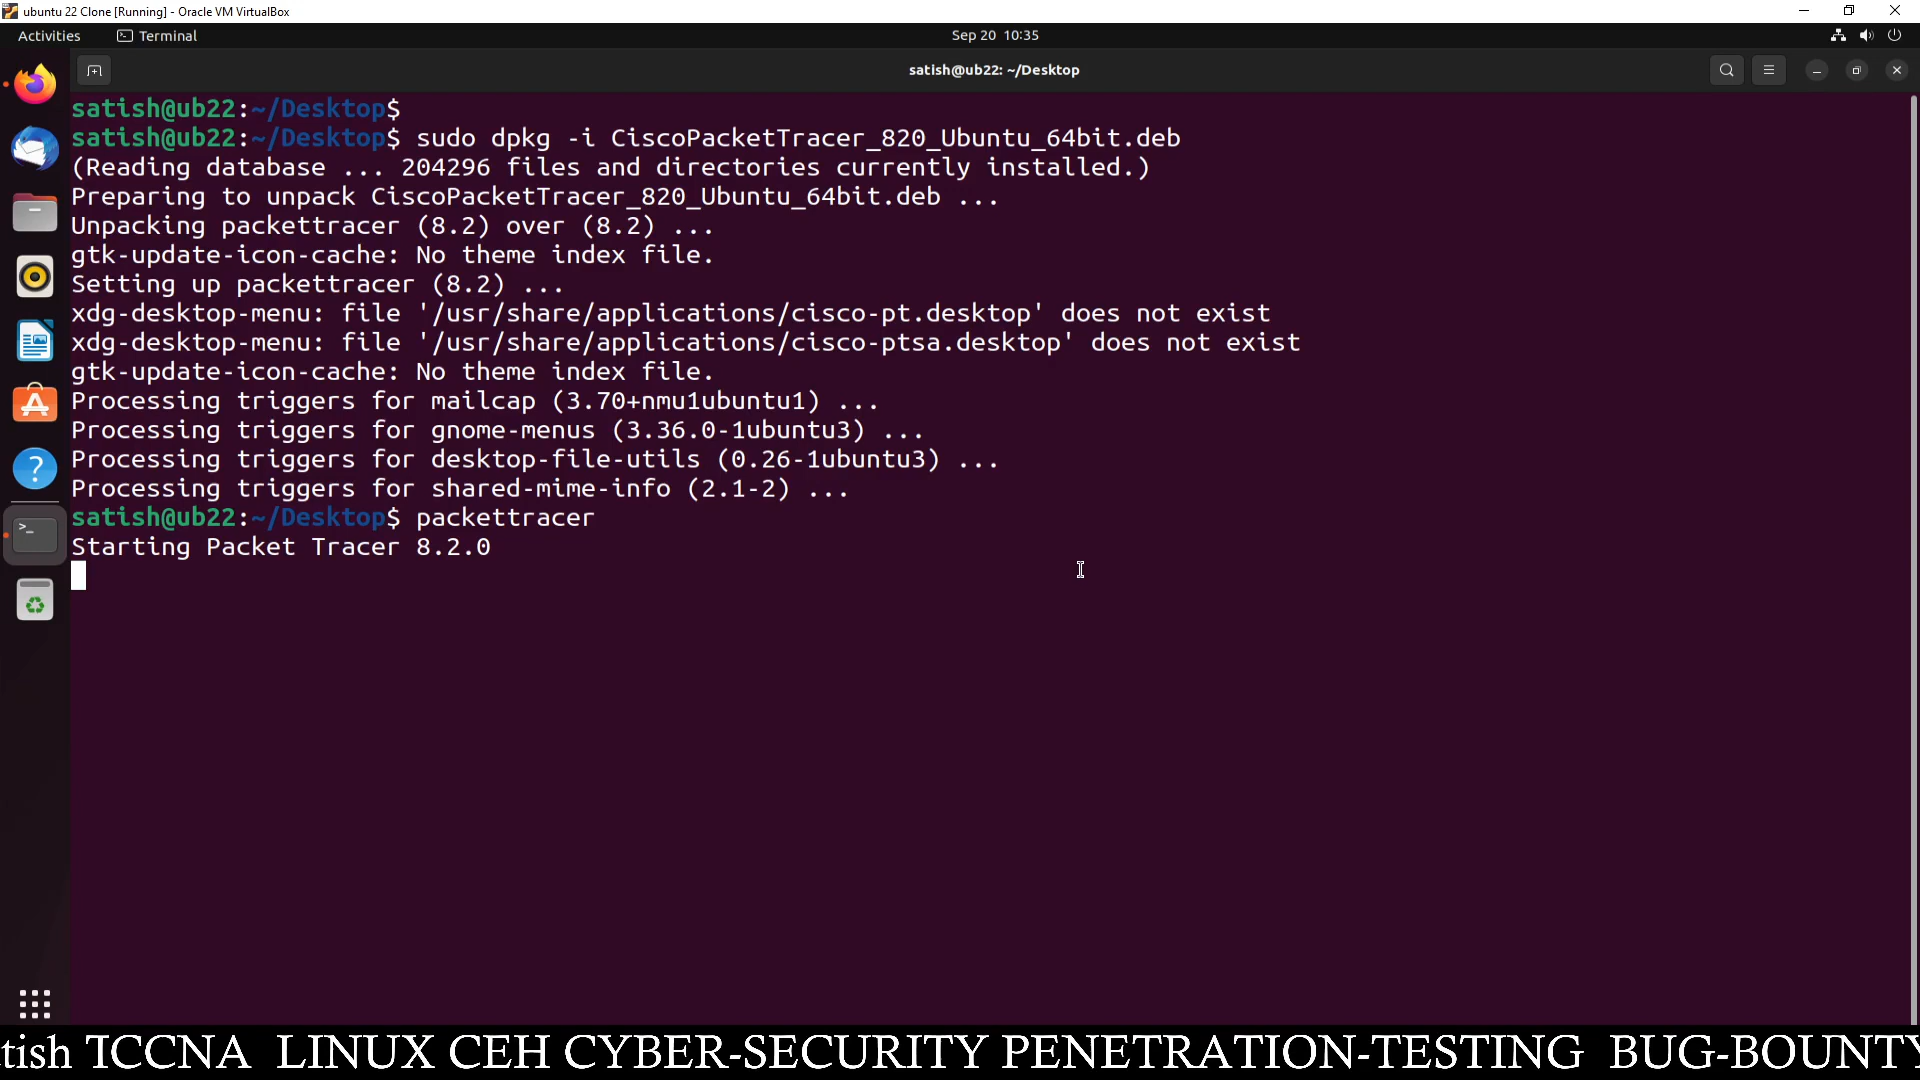 ubuntu 22 Clone [Running] - Oracle VM VirtualBox
Activities Terminal Sep 20 10:35
satish@ub22: ~/Desktop
satish@ub22:~/Desktop$
satish@ub22:~/Desktop$ sudo dpkg -i CiscoPacketTracer_820_Ubuntu_64bit.deb
(Reading database ... 204296 files and directories currently installed.)
Preparing to unpack CiscoPacketTracer_820_Ubuntu_64bit.deb ...
Unpacking packettracer (8.2) over (8.2) ...
gtk-update-icon-cache: No theme index file.
Setting up packettracer (8.2) ...
xdg-desktop-menu: file '/usr/share/applications/cisco-pt.desktop' does not exist
xdg-desktop-menu: file '/usr/share/applications/cisco-ptsa.desktop' does not exist
gtk-update-icon-cache: No theme index file.
Processing triggers for mailcap (3.70+nmu1ubuntu1) ...
Processing triggers for gnome-menus (3.36.0-1ubuntu3) ...
Processing triggers for desktop-file-utils (0.26-1ubuntu3) ...
Processing triggers for shared-mime-info (2.1-2) ...
satish@ub22:~/Desktop$ packettracer
Starting Packet Tracer 8.2.0
tish TCCNA LINUX CEH CYBER-SECURITY PENETRATION-TESTING BUG-BOUNTY